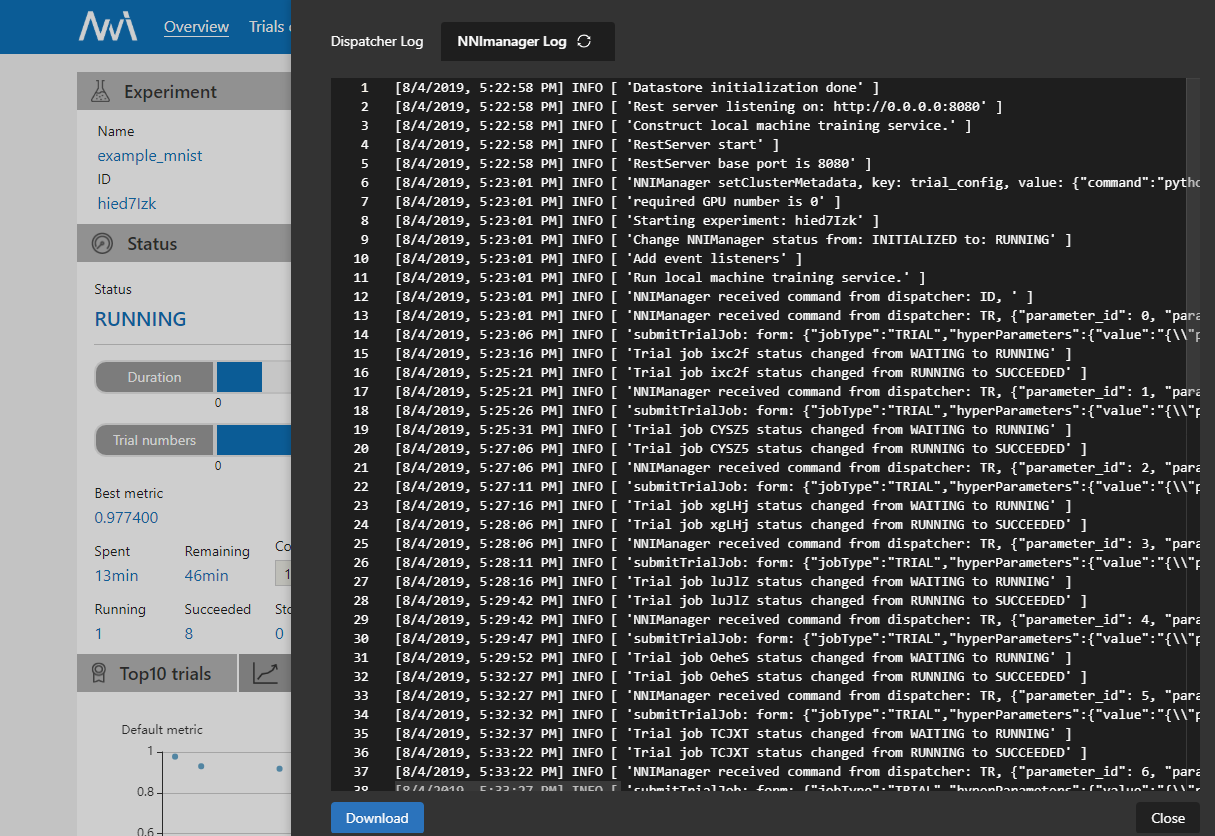 NNI Overview Trials
Dispatcher Log NNImanager Log
Experiment
Name
example_mnist
ID
hied7Izk
Status
Status
RUNNING
Duration
0
Trial numbers
0
Best metric
0.977400
Spent Remaining Co
13min 46min 1
Running Succeeded Sto
1 8 0
Top10 trials
Default metric
1
0.8
0.6
1 [8/4/2019, 5:22:58 PM] INFO [ 'Datastore initialization done' ]
2 [8/4/2019, 5:22:58 PM] INFO [ 'Rest server listening on: http://0.0.0.0:8080' ]
3 [8/4/2019, 5:22:58 PM] INFO [ 'Construct local machine training service.' ]
4 [8/4/2019, 5:22:58 PM] INFO [ 'RestServer start' ]
5 [8/4/2019, 5:22:58 PM] INFO [ 'RestServer base port is 8080' ]
6 [8/4/2019, 5:23:01 PM] INFO [ 'NNIManager setClusterMetadata, key: trial_config, value: {"command":"pytho
7 [8/4/2019, 5:23:01 PM] INFO [ 'required GPU number is 0' ]
8 [8/4/2019, 5:23:01 PM] INFO [ 'Starting experiment: hied7Izk' ]
9 [8/4/2019, 5:23:01 PM] INFO [ 'Change NNIManager status from: INITIALIZED to: RUNNING' ]
10 [8/4/2019, 5:23:01 PM] INFO [ 'Add event listeners' ]
11 [8/4/2019, 5:23:01 PM] INFO [ 'Run local machine training service.' ]
12 [8/4/2019, 5:23:01 PM] INFO [ 'NNIManager received command from dispatcher: ID, ' ]
13 [8/4/2019, 5:23:01 PM] INFO [ 'NNIManager received command from dispatcher: TR, {"parameter_id": 0, "para
14 [8/4/2019, 5:23:06 PM] INFO [ 'submitTrialJob: form: {"jobType":"TRIAL","hyperParameters":{"value":"{\\"p
15 [8/4/2019, 5:23:16 PM] INFO [ 'Trial job ixc2f status changed from WAITING to RUNNING' ]
16 [8/4/2019, 5:25:21 PM] INFO [ 'Trial job ixc2f status changed from RUNNING to SUCCEEDED' ]
17 [8/4/2019, 5:25:21 PM] INFO [ 'NNIManager received command from dispatcher: TR, {"parameter_id": 1, "para
18 [8/4/2019, 5:25:26 PM] INFO [ 'submitTrialJob: form: {"jobType":"TRIAL","hyperParameters":{"value":"{\\"p
19 [8/4/2019, 5:25:31 PM] INFO [ 'Trial job CYSZ5 status changed from WAITING to RUNNING' ]
20 [8/4/2019, 5:27:06 PM] INFO [ 'Trial job CYSZ5 status changed from RUNNING to SUCCEEDED' ]
21 [8/4/2019, 5:27:06 PM] INFO [ 'NNIManager received command from dispatcher: TR, {"parameter_id": 2, "para
22 [8/4/2019, 5:27:11 PM] INFO [ 'submitTrialJob: form: {"jobType":"TRIAL","hyperParameters":{"value":"{\\"p
23 [8/4/2019, 5:27:16 PM] INFO [ 'Trial job xgLHj status changed from WAITING to RUNNING' ]
24 [8/4/2019, 5:28:06 PM] INFO [ 'Trial job xgLHj status changed from RUNNING to SUCCEEDED' ]
25 [8/4/2019, 5:28:06 PM] INFO [ 'NNIManager received command from dispatcher: TR, {"parameter_id": 3, "para
26 [8/4/2019, 5:28:11 PM] INFO [ 'submitTrialJob: form: {"jobType":"TRIAL","hyperParameters":{"value":"{\\"p
27 [8/4/2019, 5:28:16 PM] INFO [ 'Trial job luJlZ status changed from WAITING to RUNNING' ]
28 [8/4/2019, 5:29:42 PM] INFO [ 'Trial job luJlZ status changed from RUNNING to SUCCEEDED' ]
29 [8/4/2019, 5:29:42 PM] INFO [ 'NNIManager received command from dispatcher: TR, {"parameter_id": 4, "para
30 [8/4/2019, 5:29:47 PM] INFO [ 'submitTrialJob: form: {"jobType":"TRIAL","hyperParameters":{"value":"{\\"p
31 [8/4/2019, 5:29:52 PM] INFO [ 'Trial job OeheS status changed from WAITING to RUNNING' ]
32 [8/4/2019, 5:32:27 PM] INFO [ 'Trial job OeheS status changed from RUNNING to SUCCEEDED' ]
33 [8/4/2019, 5:32:27 PM] INFO [ 'NNIManager received command from dispatcher: TR, {"parameter_id": 5, "para
34 [8/4/2019, 5:32:32 PM] INFO [ 'submitTrialJob: form: {"jobType":"TRIAL","hyperParameters":{"value":"{\\"p
35 [8/4/2019, 5:32:37 PM] INFO [ 'Trial job TCJXT status changed from WAITING to RUNNING' ]
36 [8/4/2019, 5:33:22 PM] INFO [ 'Trial job TCJXT status changed from RUNNING to SUCCEEDED' ]
37 [8/4/2019, 5:33:22 PM] INFO [ 'NNIManager received command from dispatcher: TR, {"parameter_id": 6, "para
38 [8/4/2019, 5:33:27 PM] INFO [ 'submitTrialJob: form: {"jobType":"TRIAL","hyperParameters":{"value":"{\\"p
Download Close